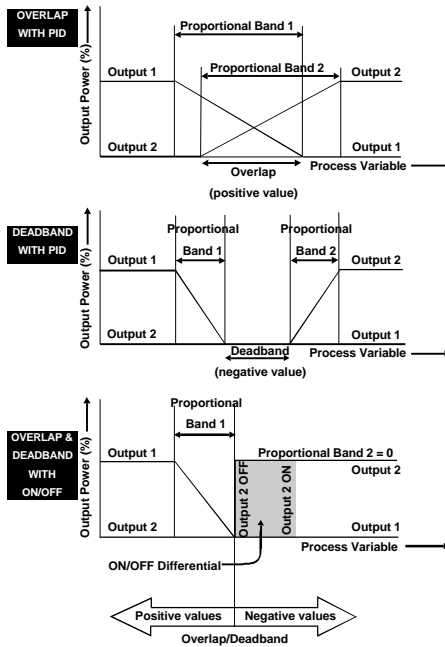 OVERLAP
WITH PID
Output Power (%)
Proportional Band 1
Output 1
Proportional Band 2
Output 2
Output 2
Output 1
Overlap
Process Variable
(positive value)
DEADBAND
WITH PID
Output Power (%)
Proportional
Band 1
Proportional
Band 2
Output 1
Output 2
Output 2
Output 1
Deadband
Process Variable
(negative value)
OVERLAP &
DEADBAND
WITH
ON/OFF
Output Power (%)
Proportional
Band 1
Output 1
Proportional Band 2 = 0
Output 2
Output 2 OFF
Output 2 ON
Output 2
Output 1
Process Variable
ON/OFF Differential
Positive values
Negative values
Overlap/Deadband